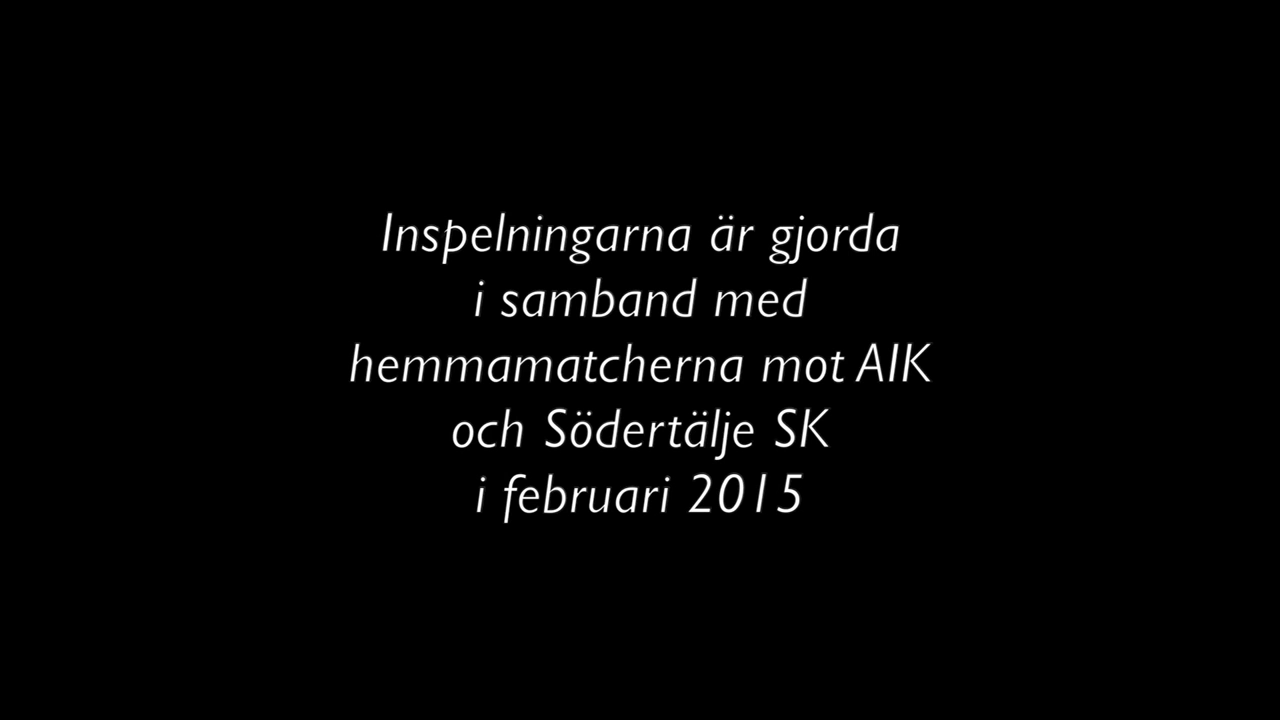 Inspelningarna är gjorda
i samband med
hemmamatcherna mot AIK
och Södertälje SK
i februari 2015